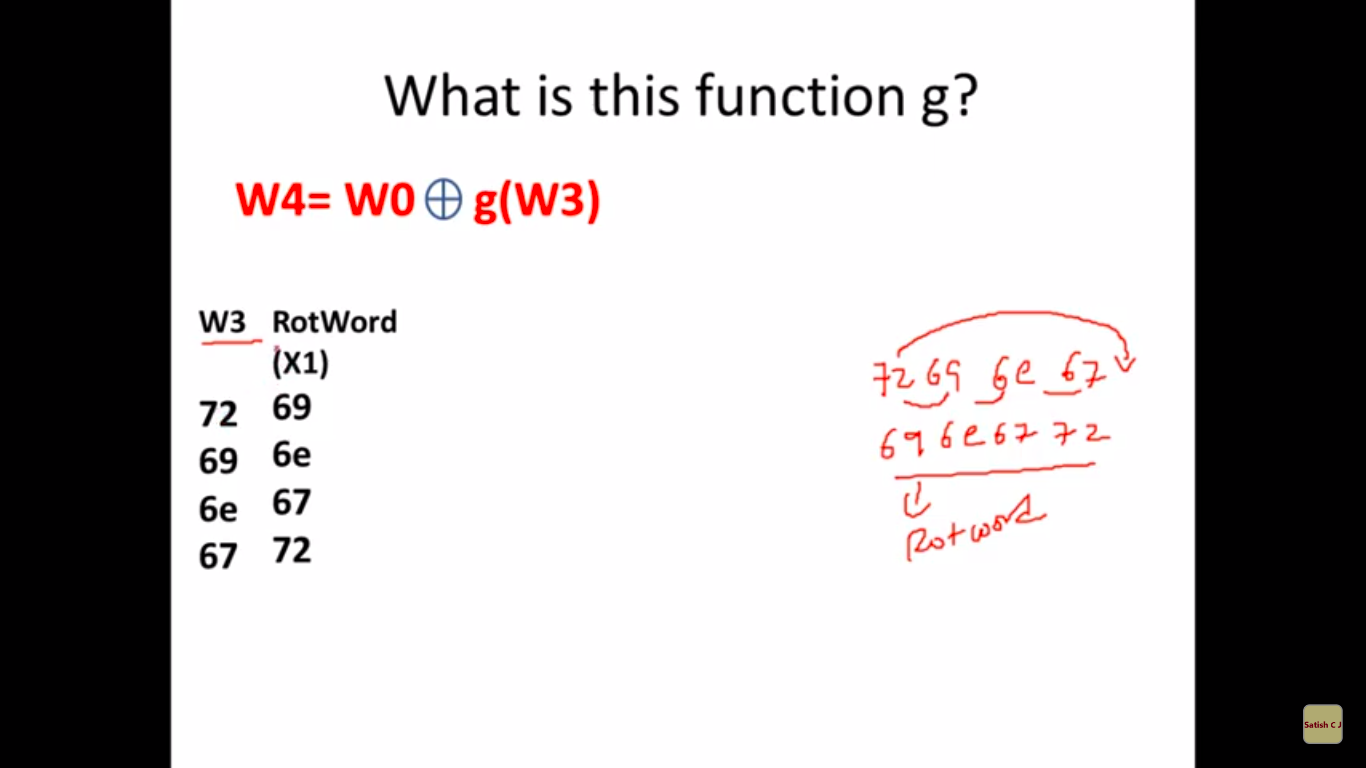 What is this function g?
W4= W0 ⊕ g(W3)
W3 RotWord
(X1)
72 69
69 6e
6e 67
67 72
72 69 6e 67
69 6e 67 72
Rotword
Satish C J